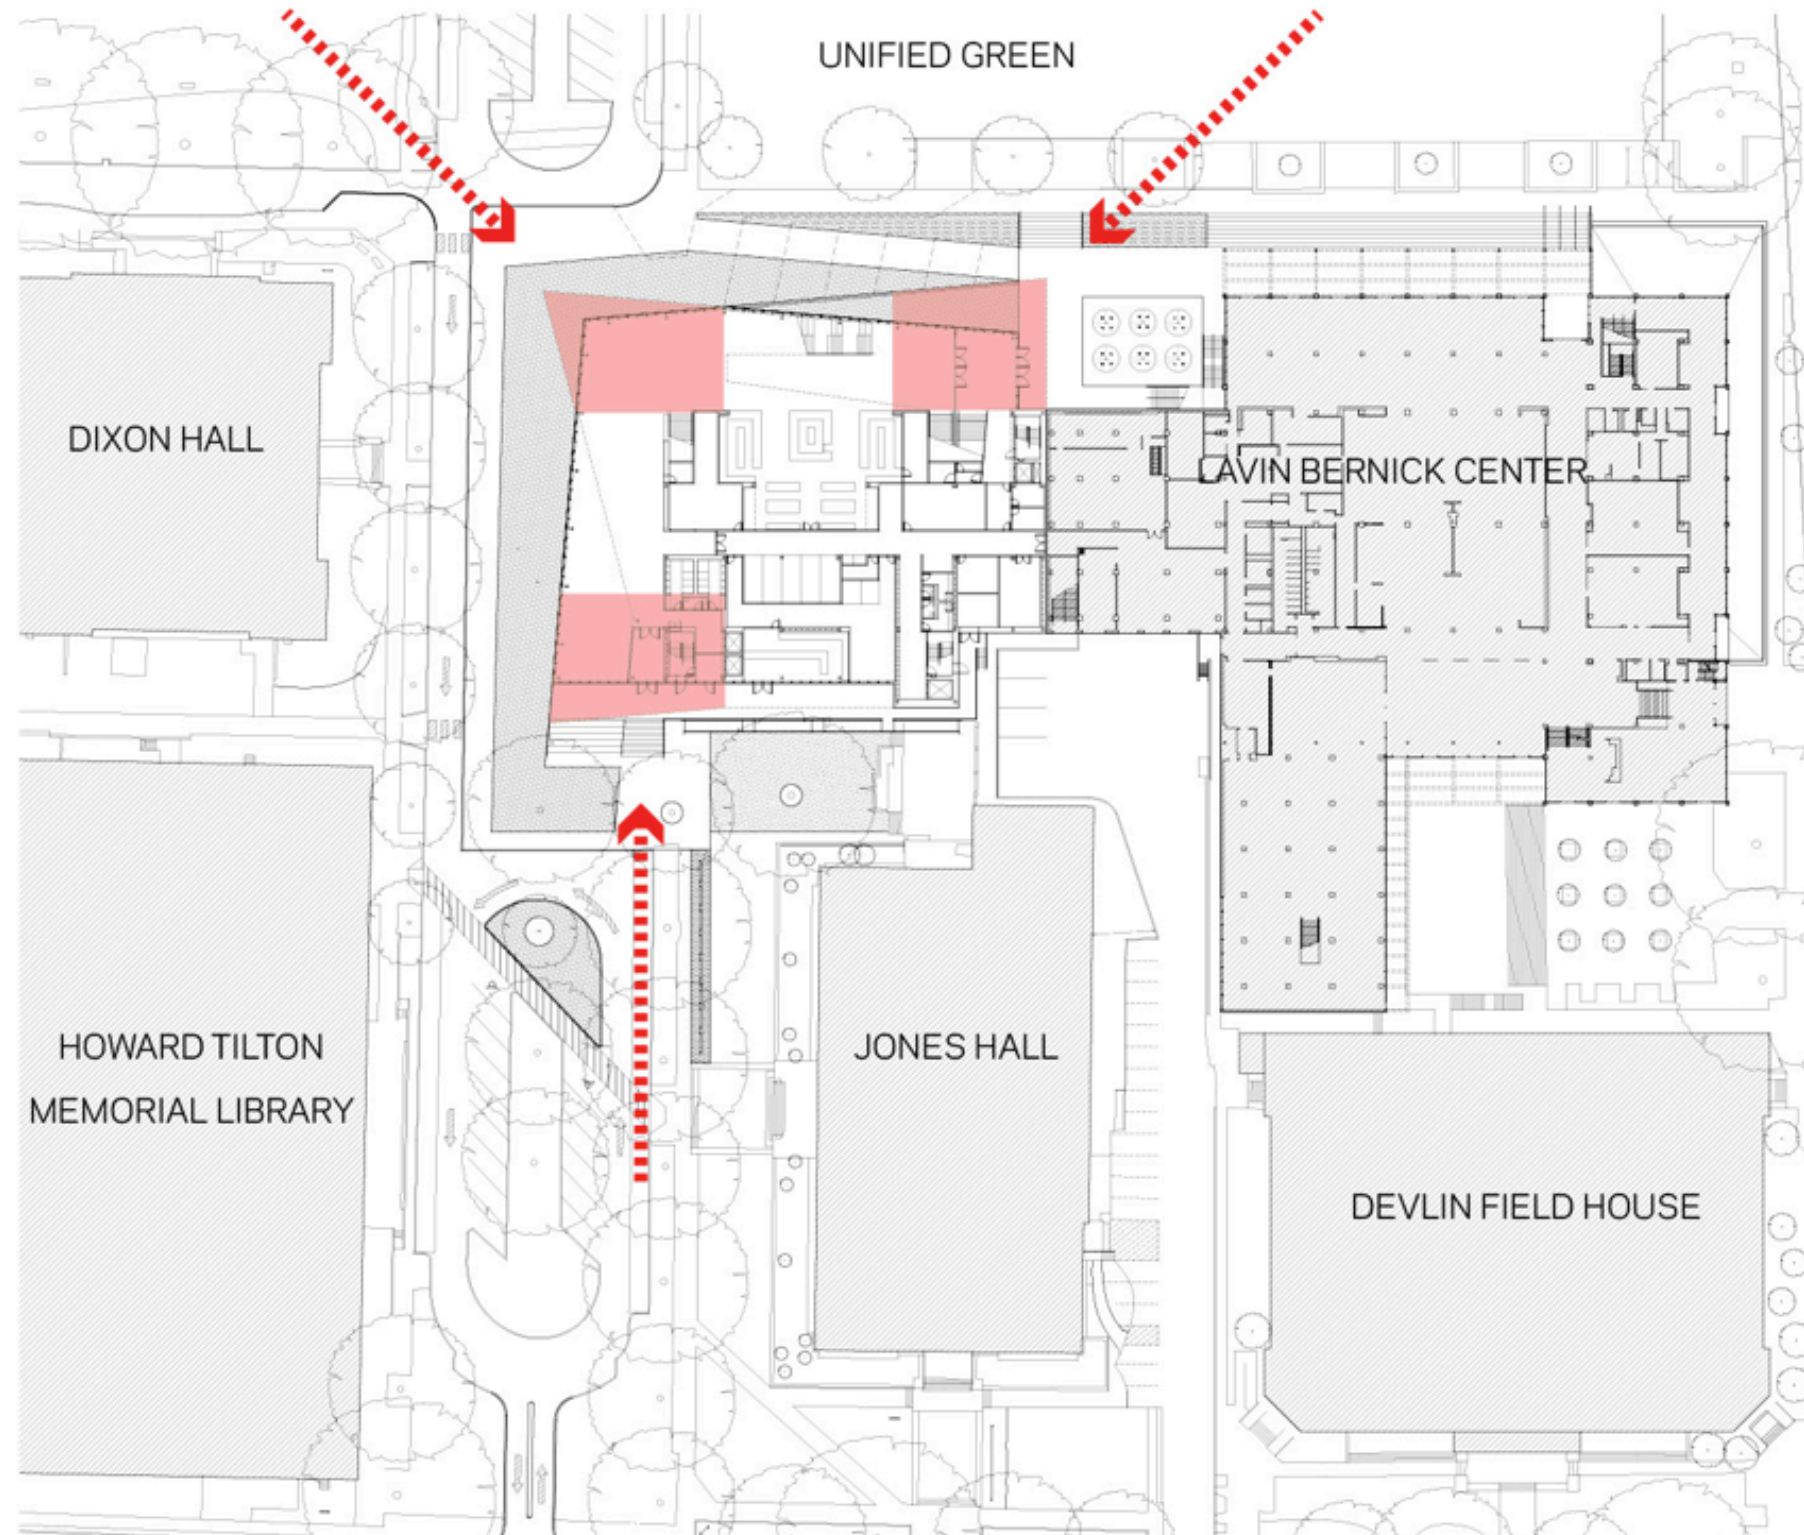 UNIFIED GREEN
DIXON HALL
LAVIN BERNICK CENTER
HOWARD TILTON
MEMORIAL LIBRARY
JONES HALL
DEVLIN FIELD HOUSE